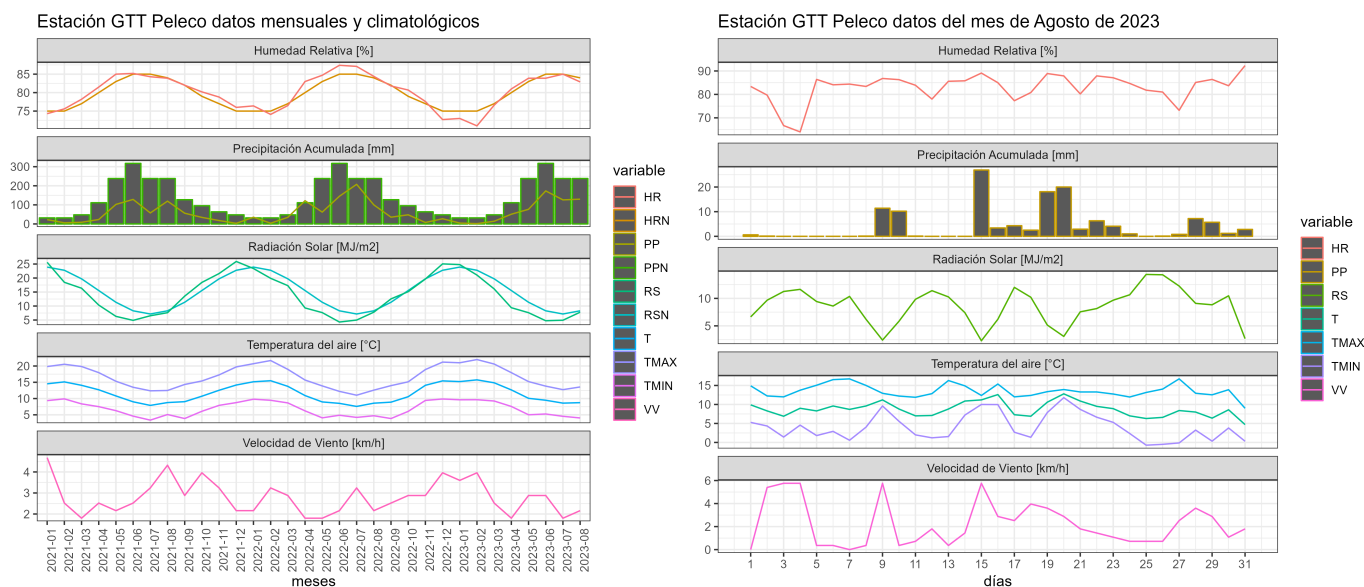 Estación GTT Peleco datos mensuales y climatológicos
Humedad Relativa [%]
85
80
75
Precipitación Acumulada [mm]
300
200
100
0
Radiación Solar [MJ/m2]
25
20
15
10
5
Temperatura del aire [°C]
20
15
10
5
Velocidad de Viento [km/h]
4
3
2
2021-01
2021-02
2021-03
2021-04
2021-05
2021-06
2021-07
2021-08
2021-09
2021-10
2021-11
2021-12
2022-01
2022-02
2022-03
2022-04
2022-05
2022-06
2022-07
2022-08
2022-09
2022-10
2022-11
2022-12
2023-01
2023-02
2023-03
2023-04
2023-05
2023-06
2023-07
2023-08
meses
variable
HR
HRN
PP
PPN
RS
RSN
T
TMAX
TMIN
VV
Estación GTT Peleco datos del mes de Agosto de 2023
Humedad Relativa [%]
90
80
70
Precipitación Acumulada [mm]
20
10
0
Radiación Solar [MJ/m2]
10
5
Temperatura del aire [°C]
15
10
5
0
Velocidad de Viento [km/h]
6
4
2
0
1 3 5 7 9 11 13 15 17 19 21 23 25 27 29 31
días
variable
HR
PP
RS
T
TMAX
TMIN
VV